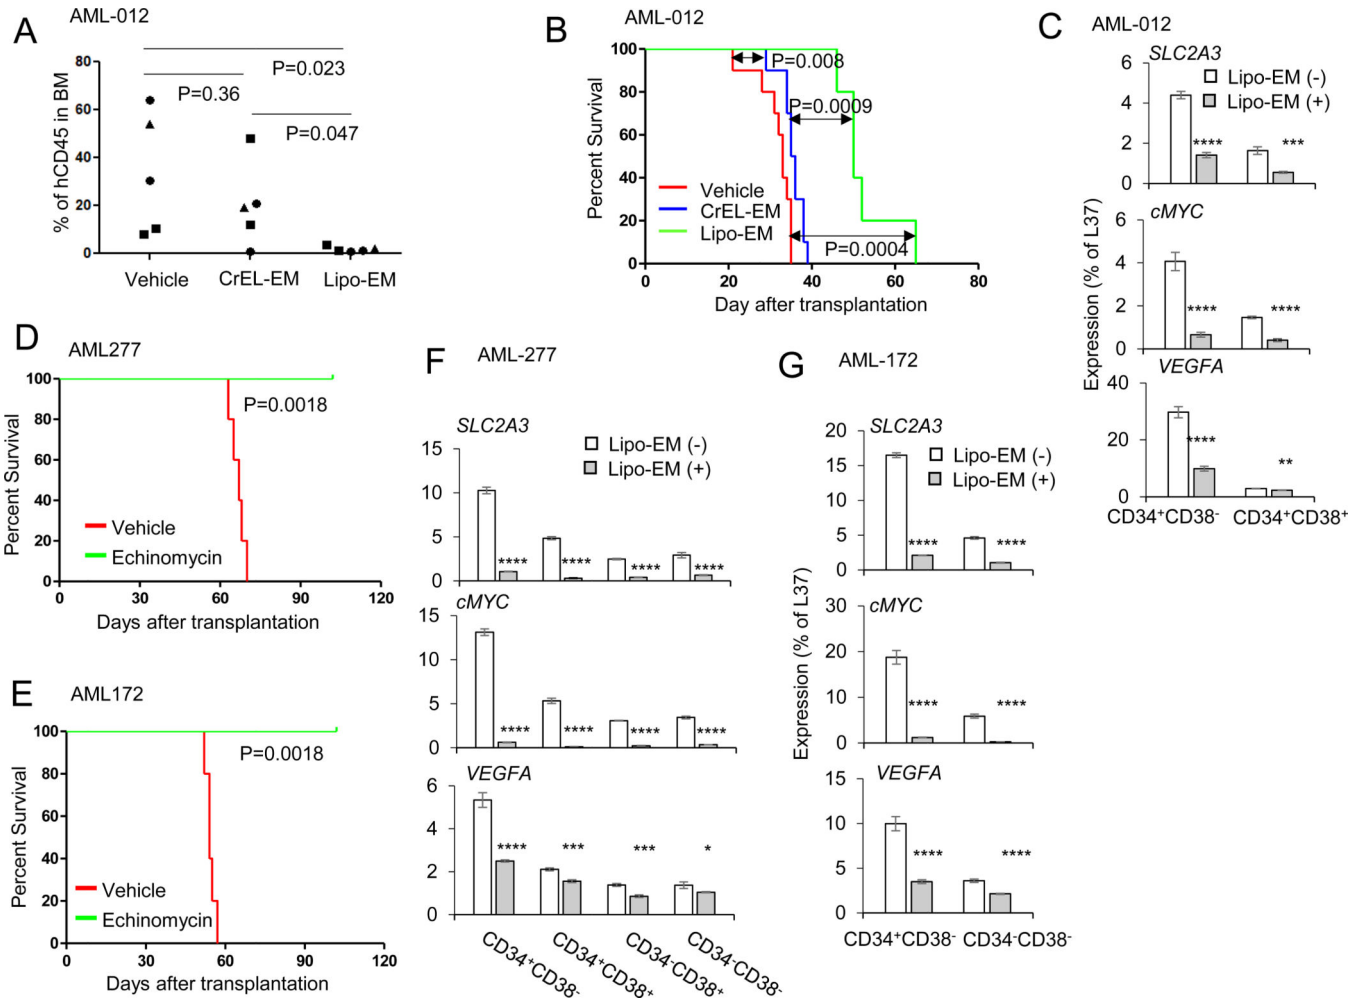 A
AML-012
% of hCD45 in BM
80
60
40
20
0
P=0.023
P=0.36
P=0.047
Vehicle
CrEL-EM
Lipo-EM
B
AML-012
Percent Survival
100
80
60
40
20
0
P=0.008
P=0.0009
P=0.0004
Vehicle
CrEL-EM
Lipo-EM
0 20 40 60 80
Day after transplantation
C
AML-012
Expression (% of L37)
SLC2A3
Lipo-EM (-)
Lipo-EM (+)
6
4
2
0
**** ***
cMYC
6
4
2
0
**** ****
VEGFA
40
20
0
**** **
CD34+CD38- CD34+CD38+
D
AML277
Percent Survival
100
80
60
40
20
0
P=0.0018
Vehicle
Echinomycin
0 30 60 90 120
Days after transplantation
E
AML172
Percent Survival
100
80
60
40
20
0
P=0.0018
Vehicle
Echinomycin
0 30 60 90 120
Days after transplantation
F
AML-277
SLC2A3
Lipo-EM (-)
Lipo-EM (+)
15
10
5
0
**** **** **** ****
cMYC
15
10
5
0
**** **** **** ****
VEGFA
6
4
2
0
**** *** *** *
CD34+CD38- CD34+CD38+ CD34-CD38+ CD34-CD38-
G
AML-172
Expression (% of L37)
SLC2A3
Lipo-EM (-)
Lipo-EM (+)
20
15
10
5
0
**** ****
cMYC
30
20
10
0
**** ****
VEGFA
15
10
5
0
**** ****
CD34+CD38- CD34-CD38-